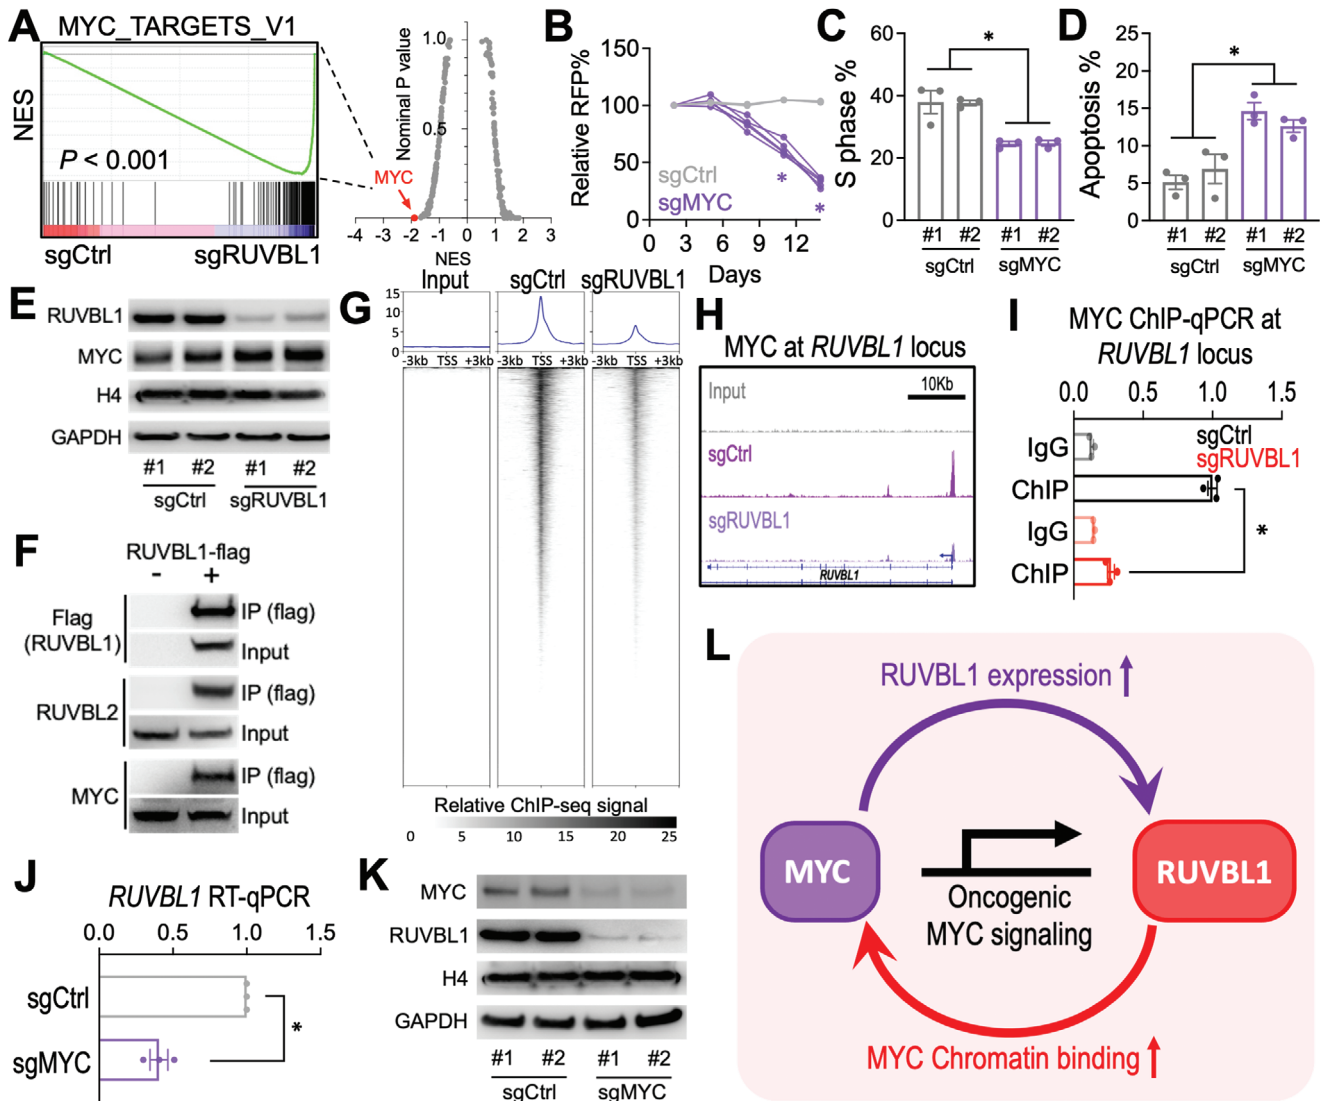 A
MYC_TARGETS_V1
NES
P < 0.001
sgCtrl
sgRUVBL1
Nominal P value
1.0
0.5
MYC
-4 -3 -2 -1 0 1 2 3
NES
B
Relative RFP%
150
100
50
0
sgCtrl
sgMYC
*
*
0 3 6 9 12
Days
C
S phase %
60
40
20
0
*
#1 #2 #1 #2
sgCtrl sgMYC
D
Apoptosis %
25
20
15
10
5
0
*
#1 #2 #1 #2
sgCtrl sgMYC
E
RUVBL1
MYC
H4
GAPDH
#1 #2 #1 #2
sgCtrl sgRUVBL1
F
RUVBL1-flag
- +
Flag
(RUVBL1)
IP (flag)
Input
RUVBL2
IP (flag)
Input
MYC
IP (flag)
Input
G
Input sgCtrl sgRUVBL1
15
10
5
0
-3kb TSS +3kb -3kb TSS +3kb -3kb TSS +3kb
Relative ChIP-seq signal
0 5 10 15 20 25
H
MYC at RUVBL1 locus
Input
10Kb
sgCtrl
sgRUVBL1
RUVBL1
I
MYC ChIP-qPCR at
RUVBL1 locus
0.0 0.5 1.0 1.5
sgCtrl
sgRUVBL1
IgG
ChIP
IgG
ChIP
*
J
RUVBL1 RT-qPCR
0.0 0.5 1.0 1.5
sgCtrl
sgMYC
*
K
MYC
RUVBL1
H4
GAPDH
#1 #2 #1 #2
sgCtrl sgMYC
L
RUVBL1 expression
MYC
RUVBL1
Oncogenic
MYC signaling
MYC Chromatin binding